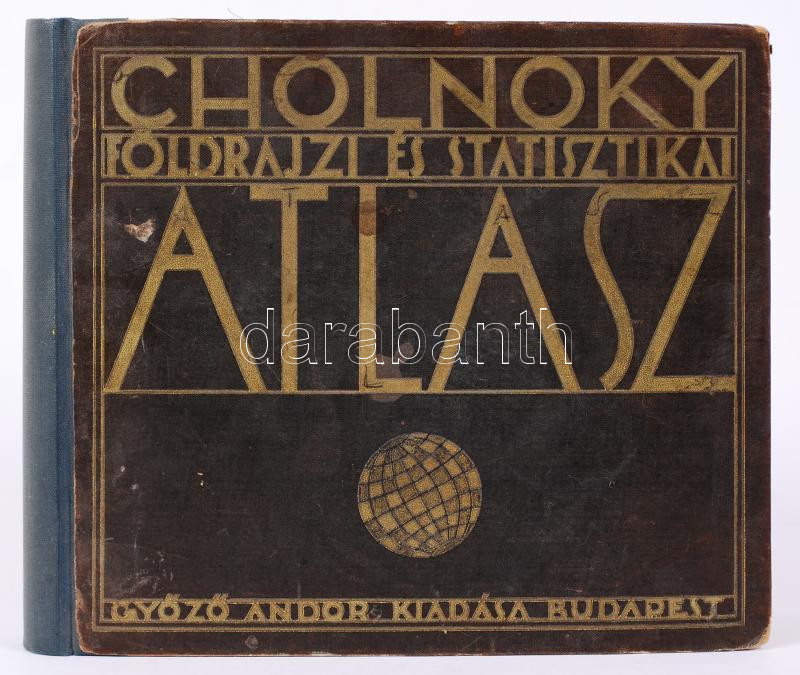 CHOLNOKY
FÖLDRAJZI ÉS STATISZTIKAI
ATLASZ
darabanth
GYŐZŐ ANDOR KIADÁSA BUDAPEST